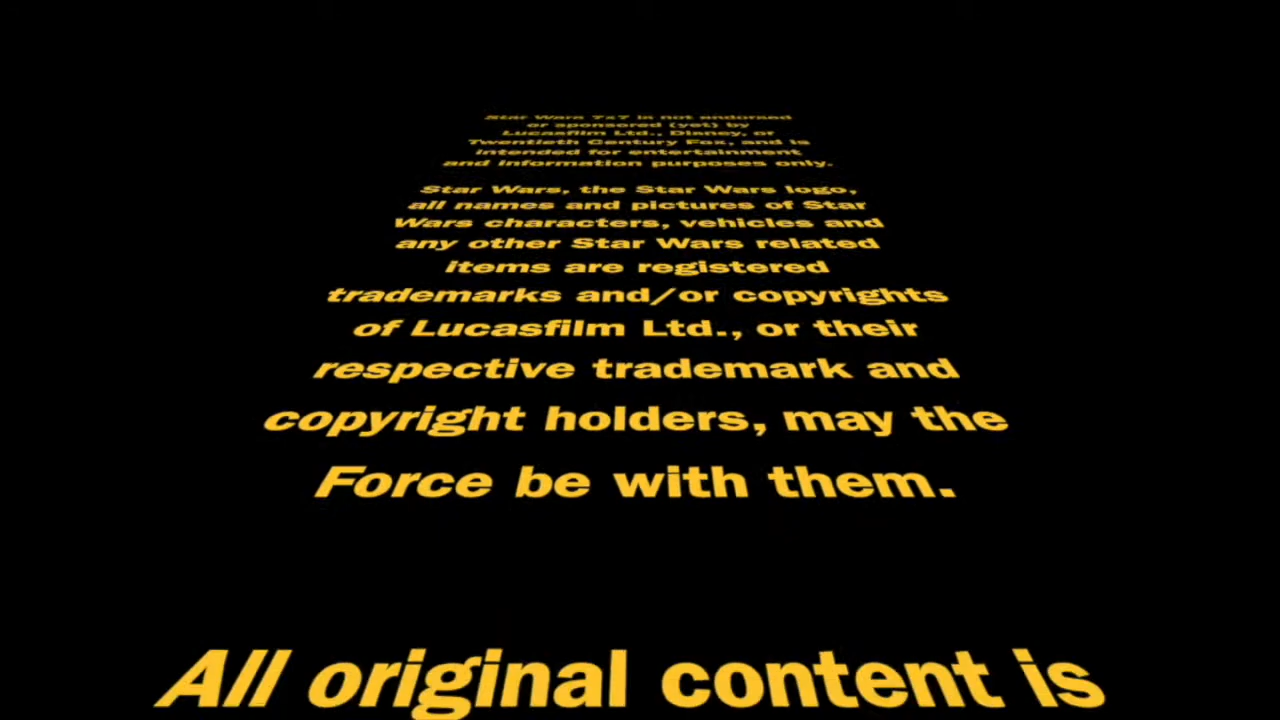 Star Wars 7x7 is not endorsed
or sponsored (yet) by
Lucasfilm Ltd., Disney, or
Twentieth Century Fox, and is
intended for entertainment
and information purposes only.
Star Wars, the Star Wars logo,
all names and pictures of Star
Wars characters, vehicles and
any other Star Wars related
items are registered
trademarks and/or copyrights
of Lucasfilm Ltd., or their
respective trademark and
copyright holders, may the
Force be with them.
All original content is